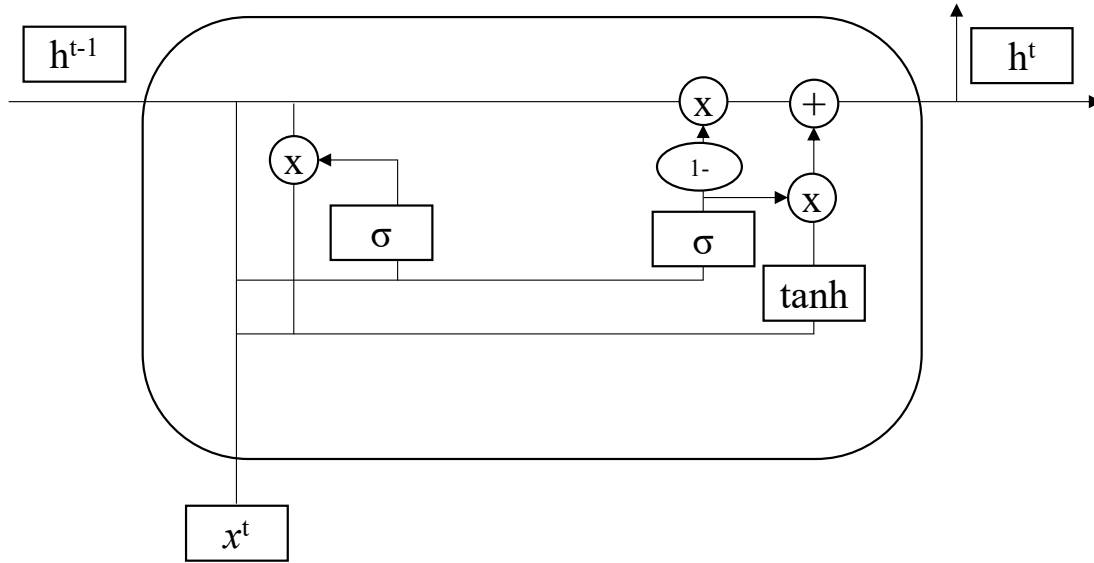 h^t-1
h^t
x
+
x
1-
x
σ
σ
tanh
x^t